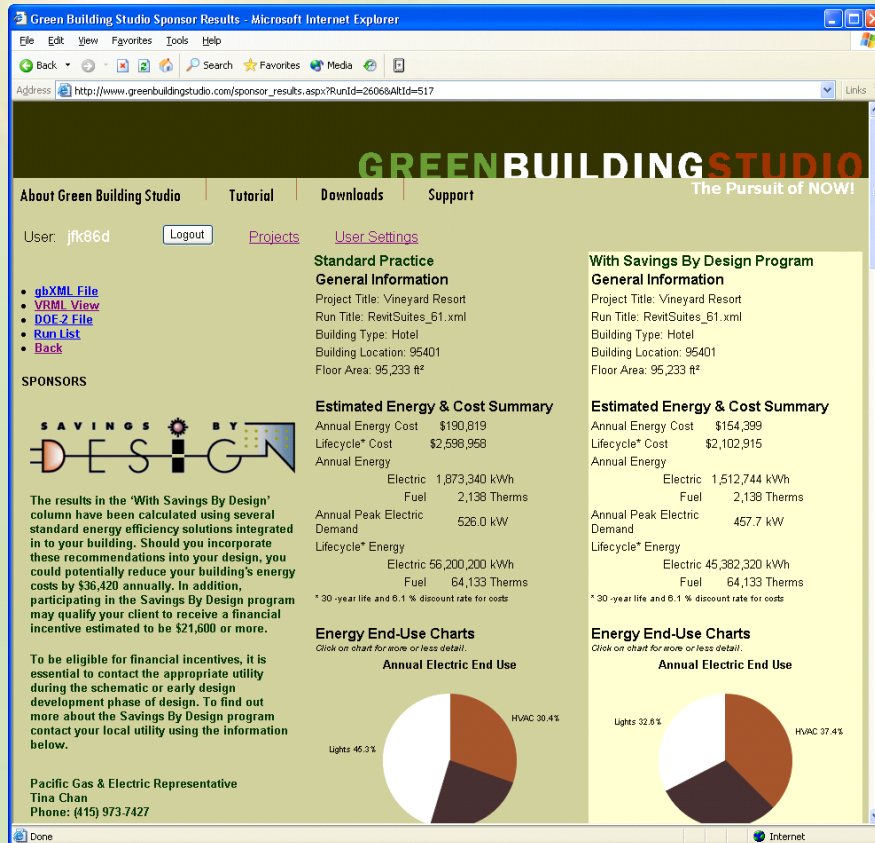 Green Building Studio Sponsor Results - Microsoft Internet Explorer
File Edit View Favorites Tools Help
Back Search Favorites Media
Address http://www.greenbuildingstudio.com/sponsor_results.aspx?RunId=2606&AltId=517 Links
GREENBUILDINGSTUDIO
The Pursuit of NOW!
About Green Building Studio Tutorial Downloads Support
User: jfk86d Logout Projects User Settings
• gbXML File
• VRML View
• DOE-2 File
• Run List
• Back
SPONSORS
SAVINGS BY
DESIGN
The results in the 'With Savings By Design'
column have been calculated using several
standard energy efficiency solutions integrated
in to your building. Should you incorporate
these recommendations into your design, you
could potentially reduce your building's energy
costs by $36,420 annually. In addition,
participating in the Savings By Design program
may qualify your client to receive a financial
incentive estimated to be $21,600 or more.
To be eligible for financial incentives, it is
essential to contact the appropriate utility
during the schematic or early design
development phase of design. To find out
more about the Savings By Design program
contact your local utility using the information
below.
Pacific Gas & Electric Representative
Tina Chan
Phone: (415) 973-7427
Standard Practice
General Information
Project Title: Vineyard Resort
Run Title: RevitSuites_61.xml
Building Type: Hotel
Building Location: 95401
Floor Area: 95,233 ft²
Estimated Energy & Cost Summary
Annual Energy Cost $190,819
Lifecycle* Cost $2,598,958
Annual Energy
Electric 1,873,340 kWh
Fuel 2,138 Therms
Annual Peak Electric
Demand 526.0 kW
Lifecycle* Energy
Electric 56,200,200 kWh
Fuel 64,133 Therms
* 30 -year life and 6.1 % discount rate for costs
Energy End-Use Charts
Click on chart for more or less detail.
Annual Electric End Use
HVAC 30.4%
Lights 45.3%
With Savings By Design Program
General Information
Project Title: Vineyard Resort
Run Title: RevitSuites_61.xml
Building Type: Hotel
Building Location: 95401
Floor Area: 95,233 ft²
Estimated Energy & Cost Summary
Annual Energy Cost $154,399
Lifecycle* Cost $2,102,915
Annual Energy
Electric 1,512,744 kWh
Fuel 2,138 Therms
Annual Peak Electric
Demand 457.7 kW
Lifecycle* Energy
Electric 45,382,320 kWh
Fuel 64,133 Therms
* 30 -year life and 6.1 % discount rate for costs
Energy End-Use Charts
Click on chart for more or less detail.
Annual Electric End Use
Lights 32.6%
HVAC 37.4%
Done Internet